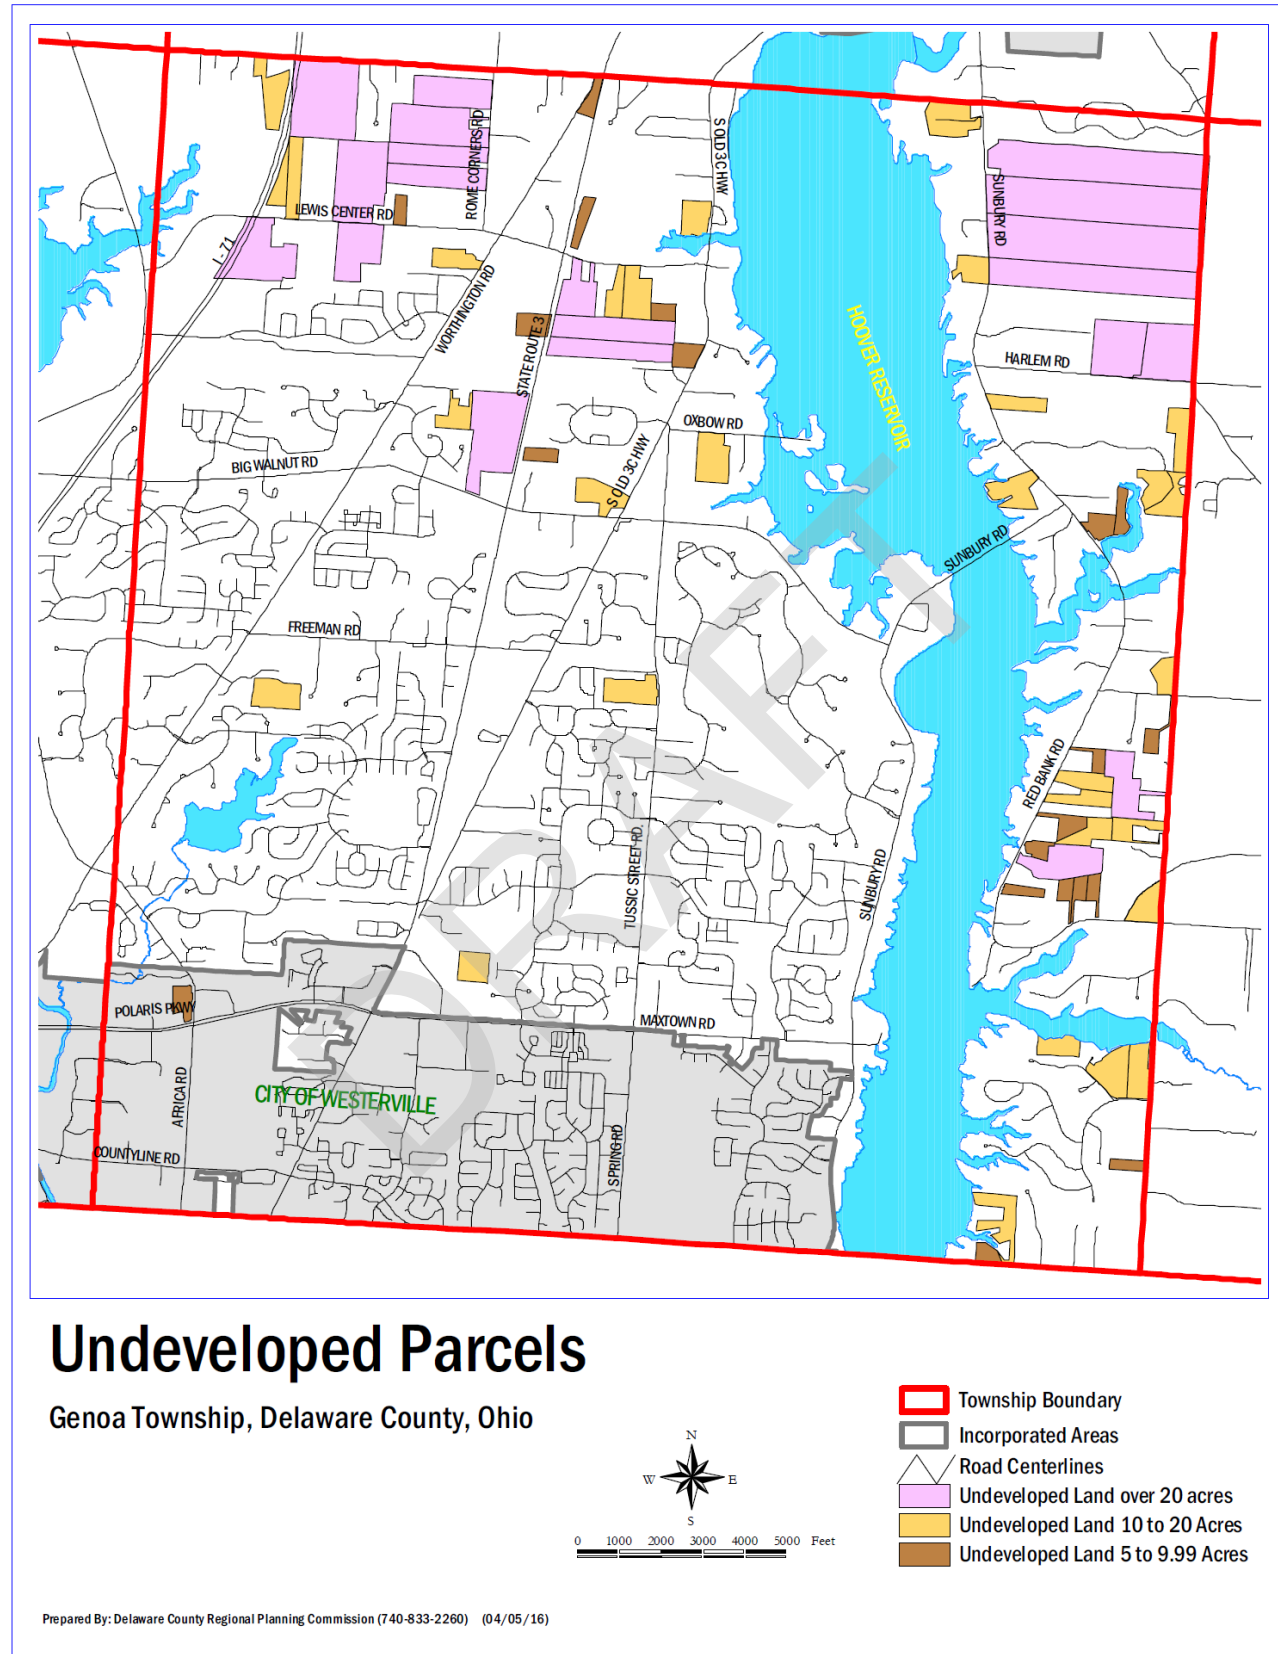 S OLD 3C HWY
ROME CORNERS RD
SUNBURY RD
LEWIS CENTER RD
I - 71
WORTHINGTON RD
STATE ROUTE 3
HOOVER RESERVOIR
HARLEM RD
OXBOW RD
S OLD 3C HWY
BIG WALNUT RD
SUNBURY RD
FREEMAN RD
RED BANK RD
TUSSIC STREET RD.
SUNBURY RD
DRAFT
POLARIS PKWY
MAXTOWN RD
AFRICA RD
CITY OF WESTERVILLE
SPRING RD
COUNTYLINE RD
Undeveloped Parcels
Genoa Township, Delaware County, Ohio
N
W E
S
0 1000 2000 3000 4000 5000 Feet
Township Boundary
Incorporated Areas
Road Centerlines
Undeveloped Land over 20 acres
Undeveloped Land 10 to 20 Acres
Undeveloped Land 5 to 9.99 Acres
Prepared By: Delaware County Regional Planning Commission (740-833-2260) (04/05/16)